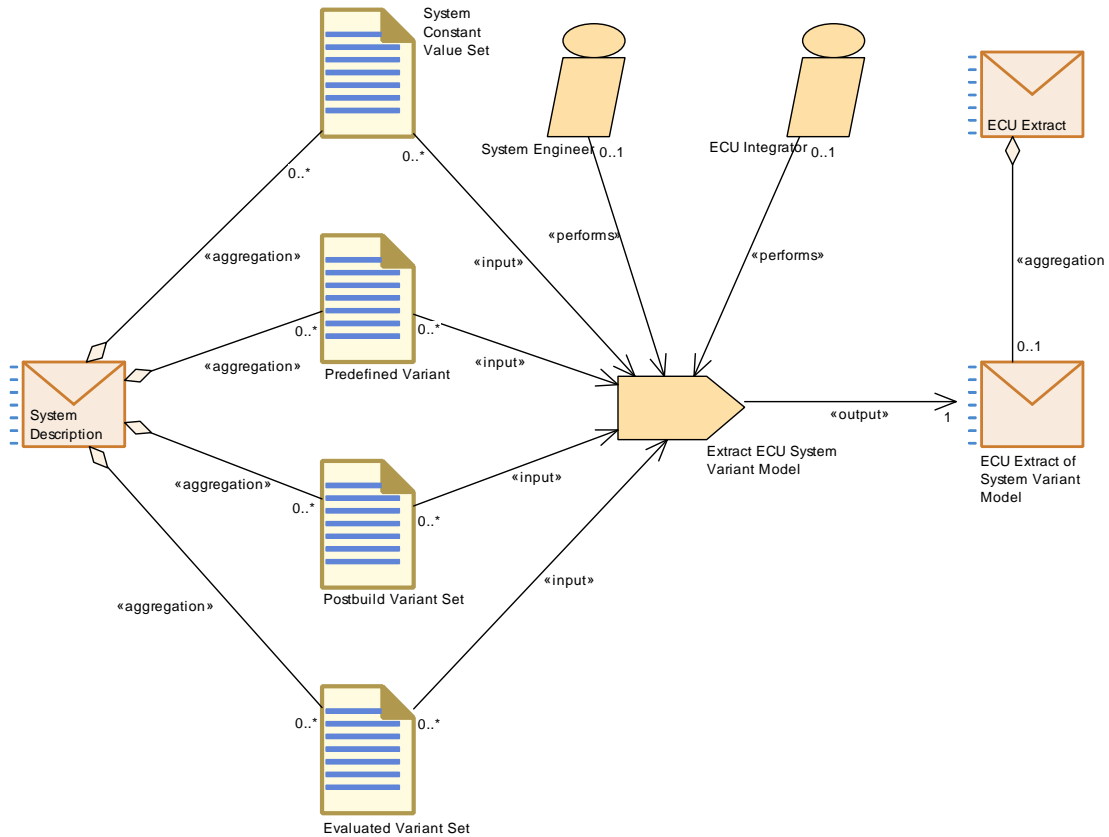 System
Constant
Value Set
ECU Extract
System Engineer
0..1
ECU Integrator
0..1
0..*
0..*
«performs»
«performs»
«aggregation»
«input»
«aggregation»
0..*
0..*
«aggregation»
«input»
Predefined Variant
0..1
System
Description
«output»
1
Extract ECU System
Variant Model
ECU Extract of
System Variant
Model
«aggregation»
«input»
0..*
0..*
Postbuild Variant Set
«aggregation»
«input»
0..*
0..*
Evaluated Variant Set